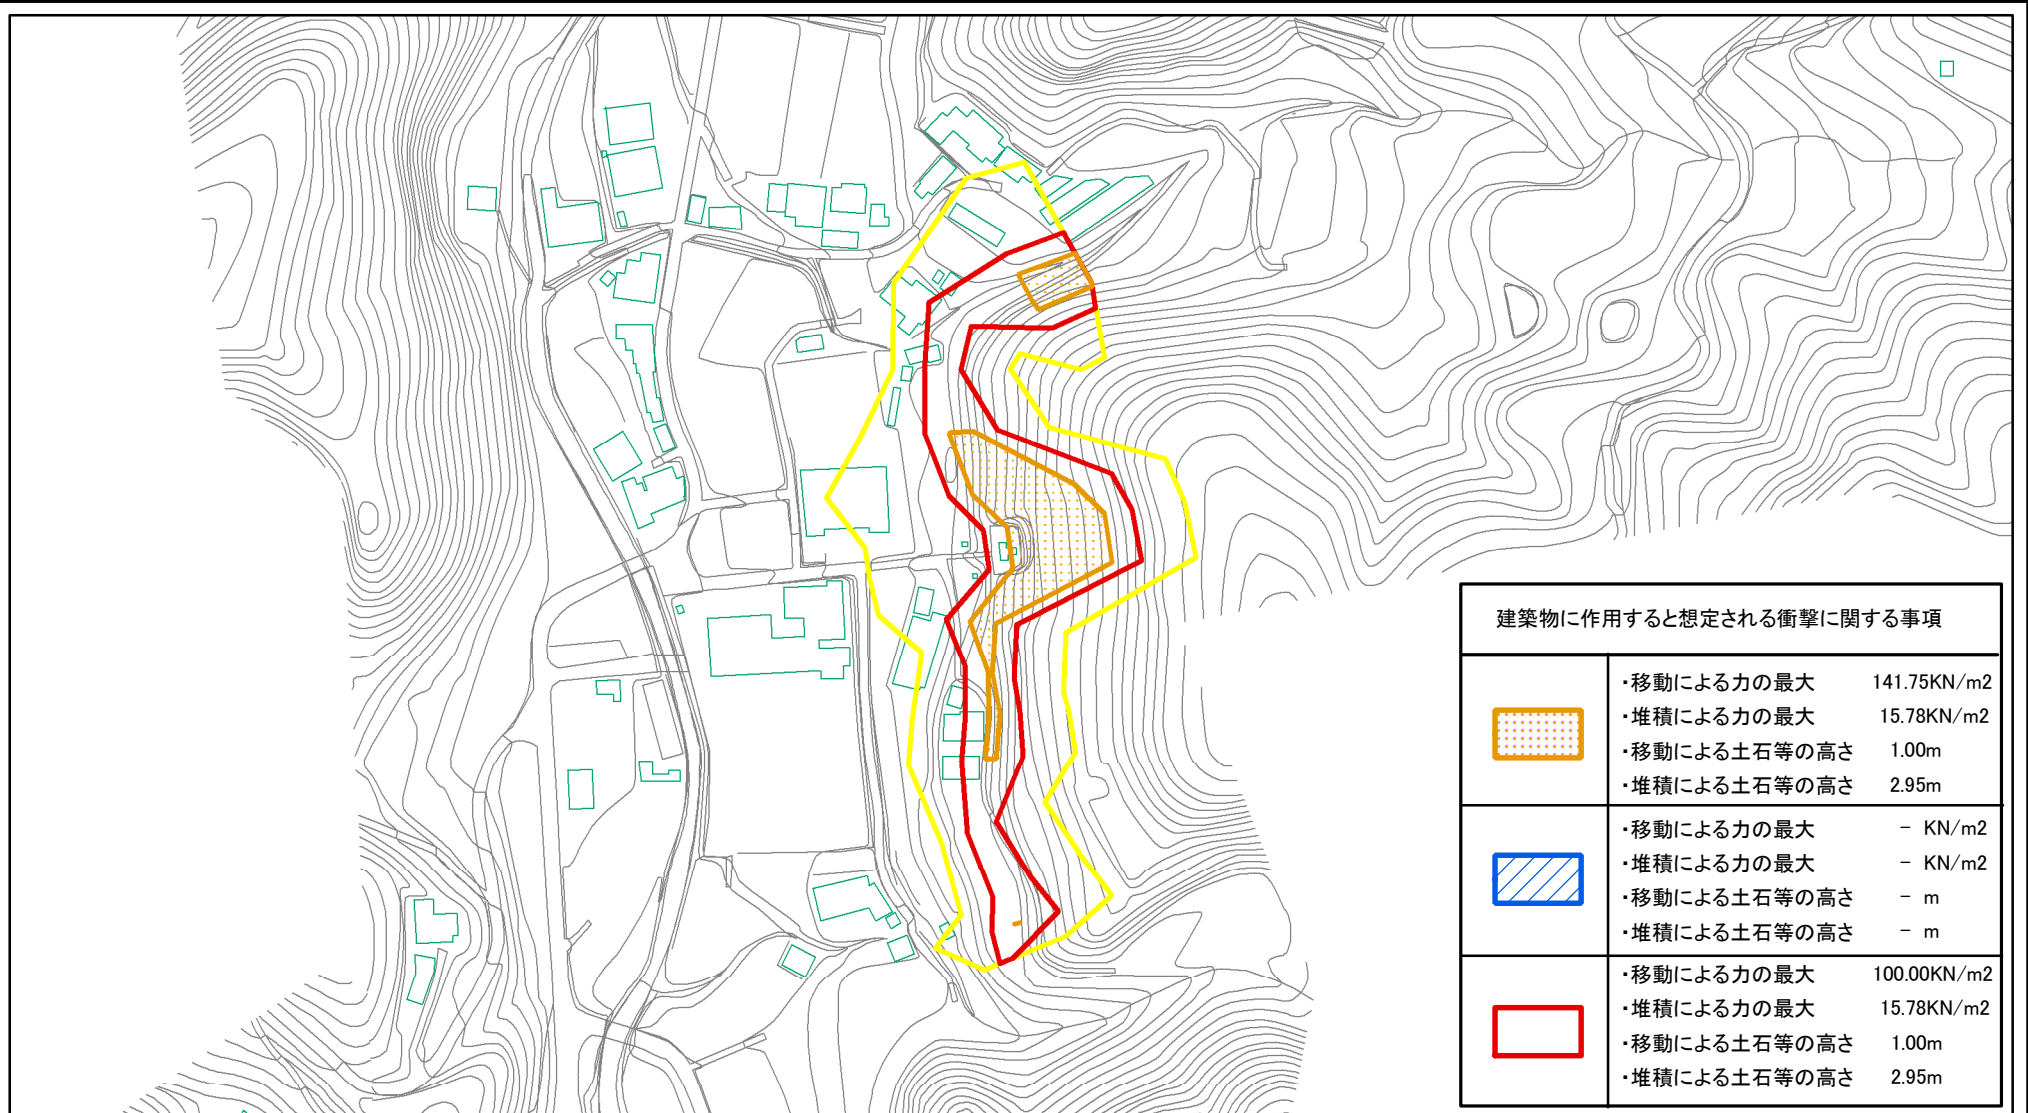 建築物に作用すると想定される衝撃に関する事項
・移動による力の最大 141.75KN/m2
・堆積による力の最大 15.78KN/m2
・移動による土石等の高さ 1.00m
・堆積による土石等の高さ 2.95m
・移動による力の最大 - KN/m2
・堆積による力の最大 - KN/m2
・移動による土石等の高さ - m
・堆積による土石等の高さ - m
・移動による力の最大 100.00KN/m2
・堆積による力の最大 15.78KN/m2
・移動による土石等の高さ 1.00m
・堆積による土石等の高さ 2.95m